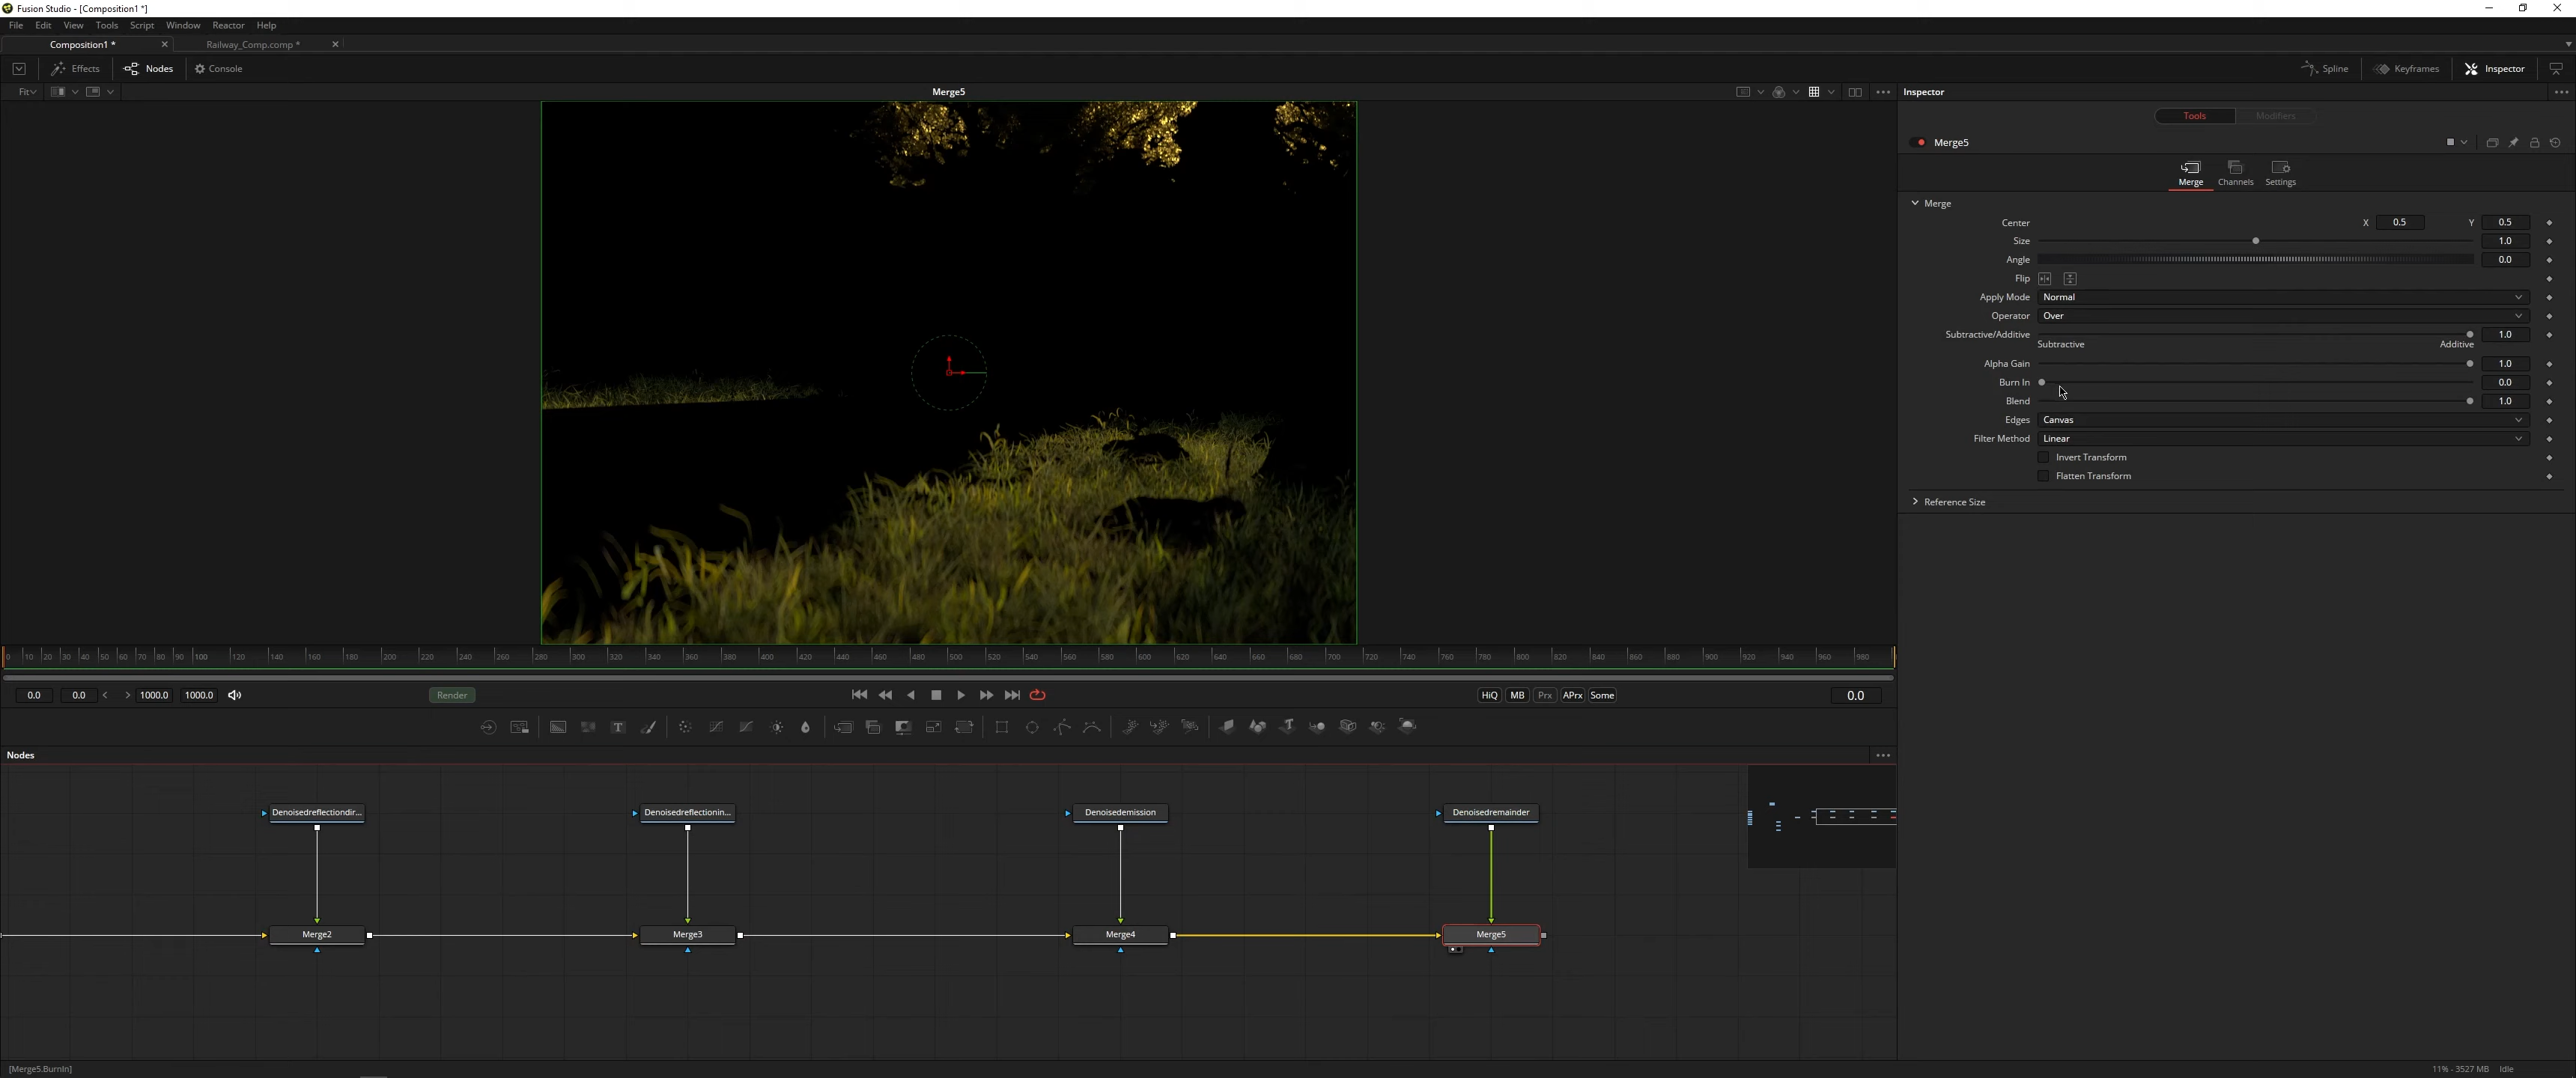 Fusion Studio - [Composition1 *]
File Edit View Tools Script Window Reactor Help
Composition1 * Railway_Comp.comp *
Effects Nodes Console Spline Keyframes Inspector
Fit Merge5 Inspector
Tools Modifiers
Merge5
Merge Channels Settings
Merge
Center X 0.5 Y 0.5
Size 1.0
Angle 0.0
Flip
Apply Mode Normal
Operator Over
Subtractive/Additive 1.0
Subtractive Additive
Alpha Gain 1.0
Burn In 0.0
Blend 1.0
Edges Canvas
Filter Method Linear
Invert Transform
Flatten Transform
Reference Size
0 10 20 30 40 50 60 70 80 90 100 120 140 160 180 200 220 240 260 280 300 320 340 360 380 400 420 440 460 480 500 520 540 560 580 600 620 640 660 680 700 720 740 760 780 800 820 840 860 880 900 920 940 960 980
0.0 0.0 < > 1000.0 1000.0 Render HiQ MB Prx APrx Some 0.0
Nodes
Denoisedreflectiondir... Denoisedreflectionin... Denoisedemission Denoisedremainder
Merge2 Merge3 Merge4 Merge5
[Merge5.BurnIn] 11% - 3527 MB Idle